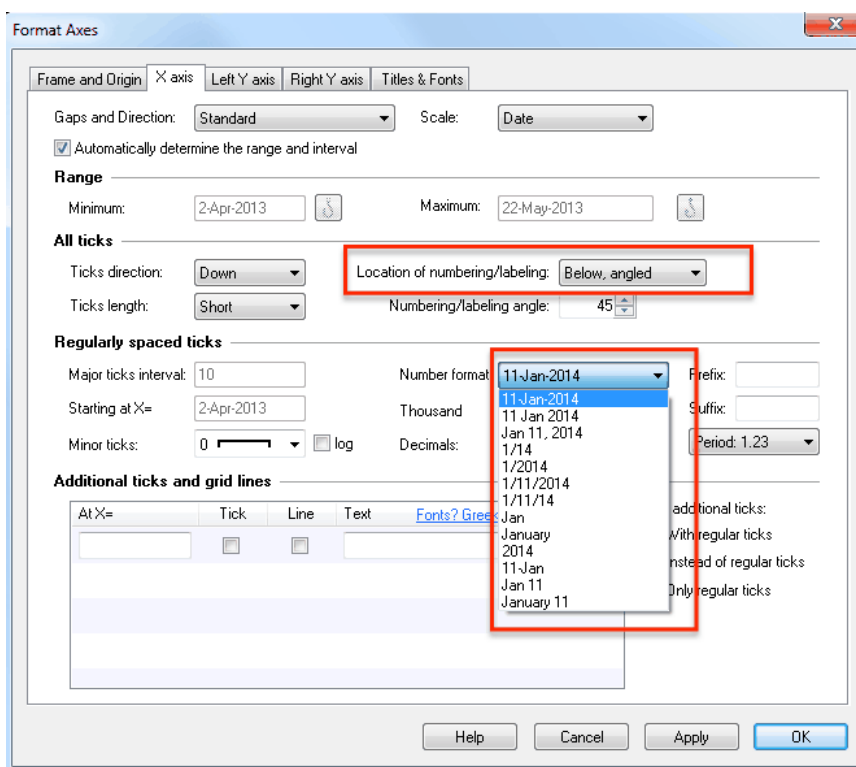 Format Axes
Frame and Origin X axis Left Y axis Right Y axis Titles & Fonts
Gaps and Direction: Standard Scale: Date
Automatically determine the range and interval
Range
Minimum: 2-Apr-2013 Maximum: 22-May-2013
All ticks
Ticks direction: Down Location of numbering/labeling: Below, angled
Ticks length: Short Numbering/labeling angle: 45
Regularly spaced ticks
Major ticks interval: 10 Number format 11-Jan-2014 Prefix:
Starting at X= 2-Apr-2013 Thousand Suffix:
Minor ticks: 0 log Decimals: Period: 1.23
11-Jan-2014
11 Jan 2014
Jan 11, 2014
1/14
1/2014
1/11/2014
1/11/14
Jan
January
2014
11-Jan
Jan 11
January 11
Additional ticks and grid lines
At X= Tick Line Text Fonts? Gree
additional ticks:
With regular ticks
Instead of regular ticks
Only regular ticks
Help Cancel Apply OK